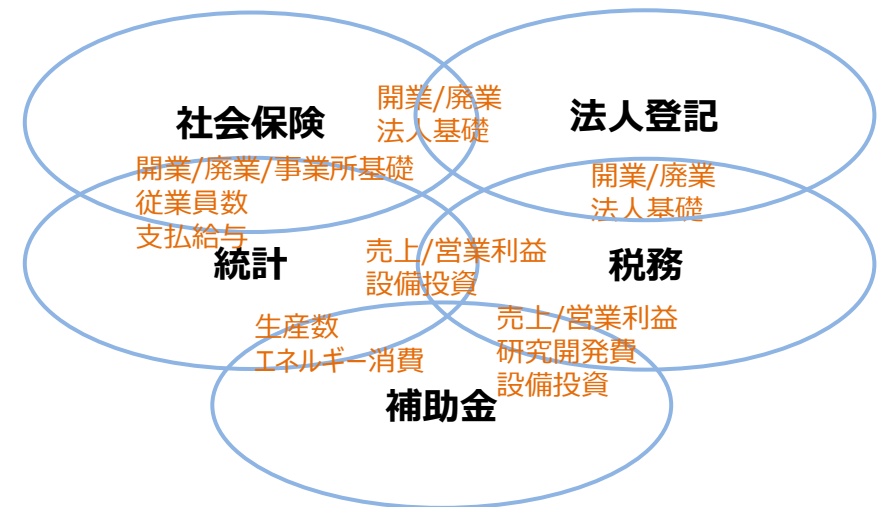 社会保険
開業/廃業
法人基礎
法人登記
開業/廃業/事業所基礎
従業員数
支払給与
開業/廃業
法人基礎
統計
売上/営業利益
設備投資
税務
生産数
エネルギー消費
売上/営業利益
研究開発費
設備投資
補助金